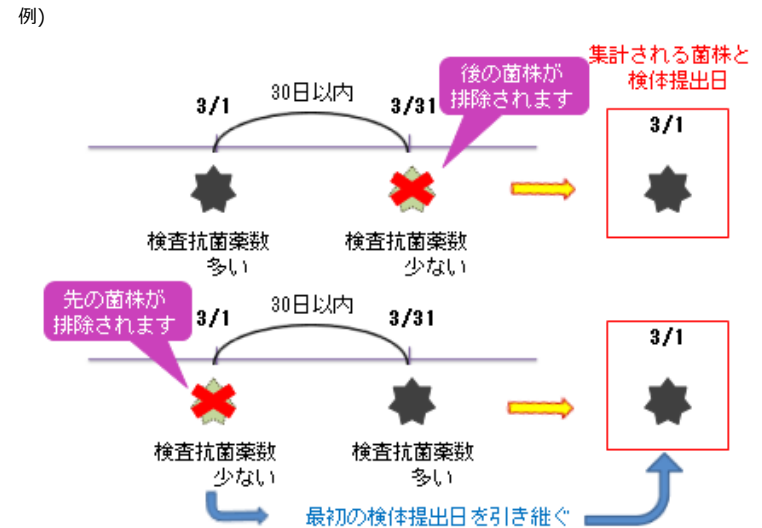 例)
集計される菌株と
検体提出日
後の菌株が
排除されます
3/1
30日以内
3/31
3/1
検査抗菌薬数
多い
検査抗菌薬数
少ない
先の菌株が
排除されます
3/1
30日以内
3/31
3/1
検査抗菌薬数
少ない
検査抗菌薬数
多い
最初の検体提出日を引き継ぐ